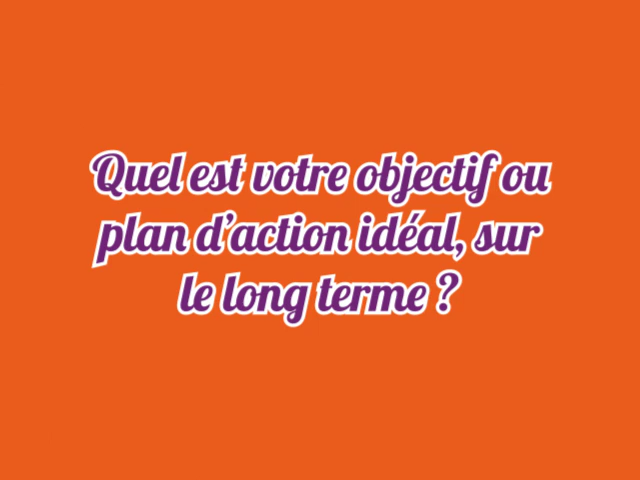 Quel est votre objectif ou
plan d’action idéal, sur
le long terme ?